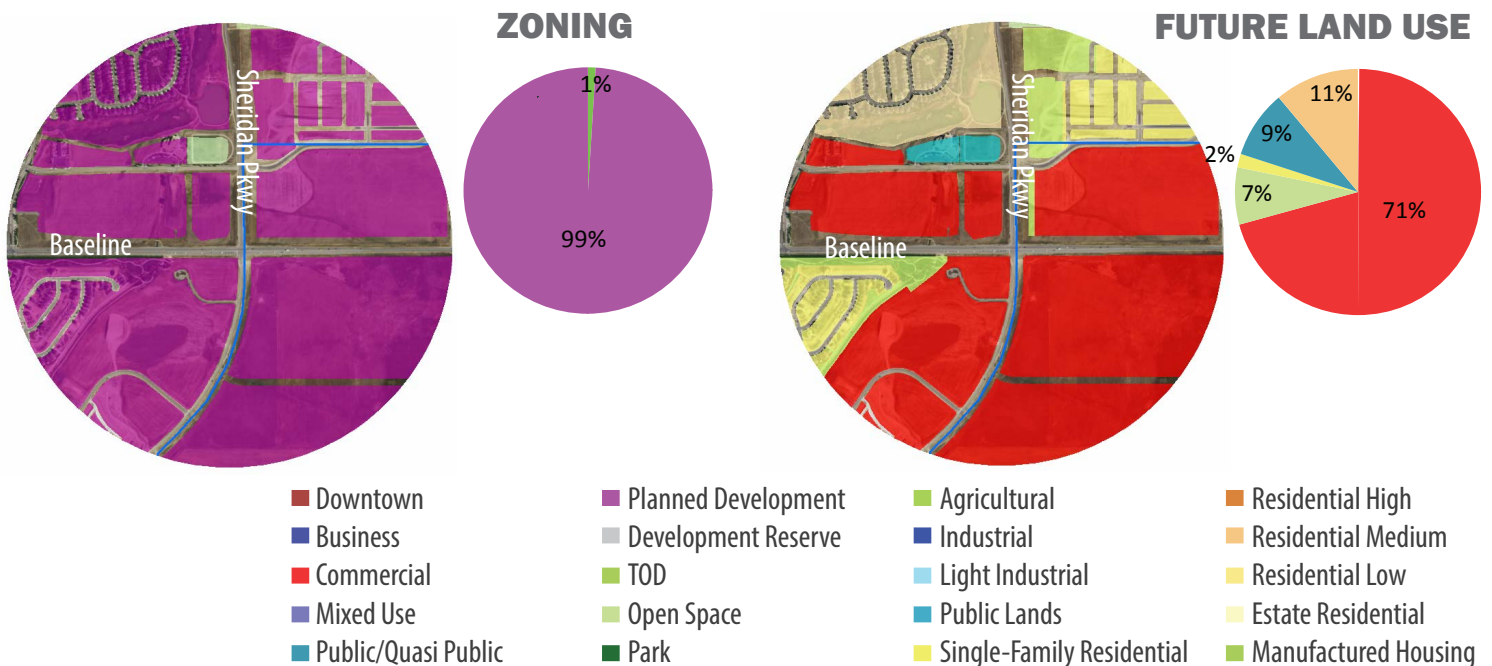 ZONING
FUTURE LAND USE
Sheridan Pkwy
Baseline
1%
99%
Sheridan Pkwy
Baseline
11%
9%
2%
7%
71%
Downtown
Business
Commercial
Mixed Use
Public/Quasi Public
Planned Development
Development Reserve
TOD
Open Space
Park
Agricultural
Industrial
Light Industrial
Public Lands
Single-Family Residential
Residential High
Residential Medium
Residential Low
Estate Residential
Manufactured Housing